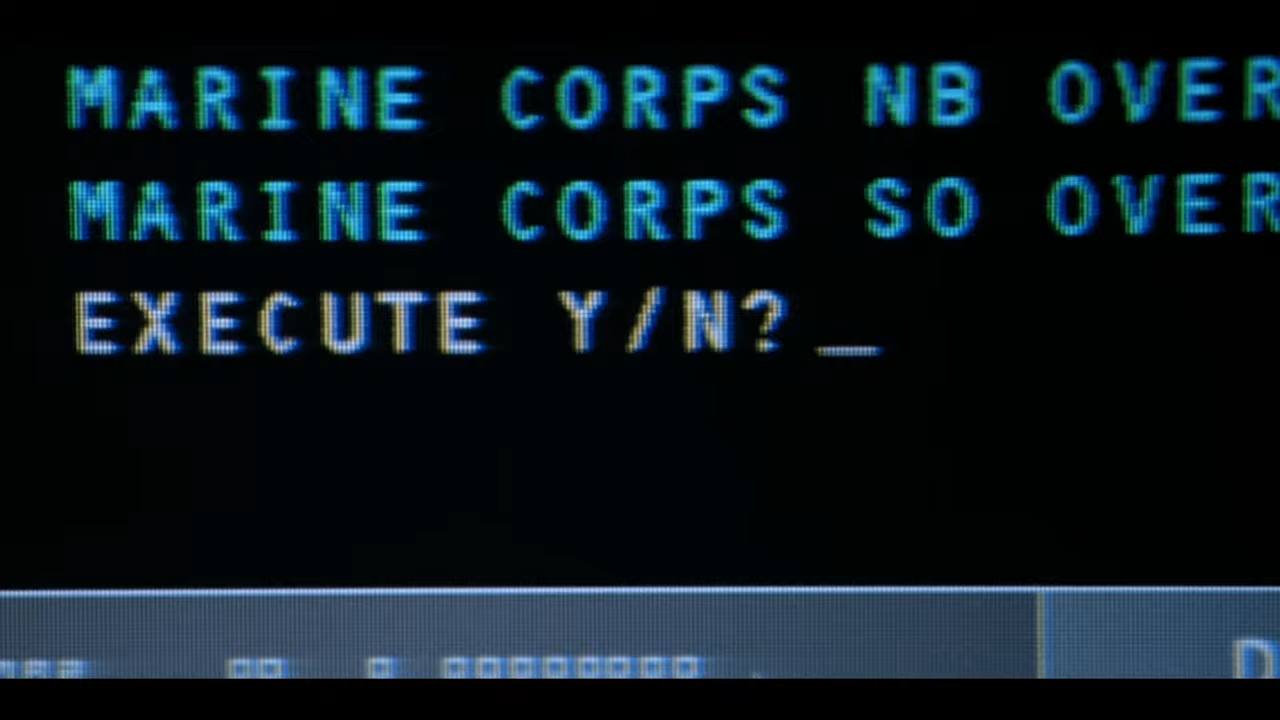 MARINE CORPS NB OVER
MARINE CORPS SO OVER
EXECUTE Y/N?_
D